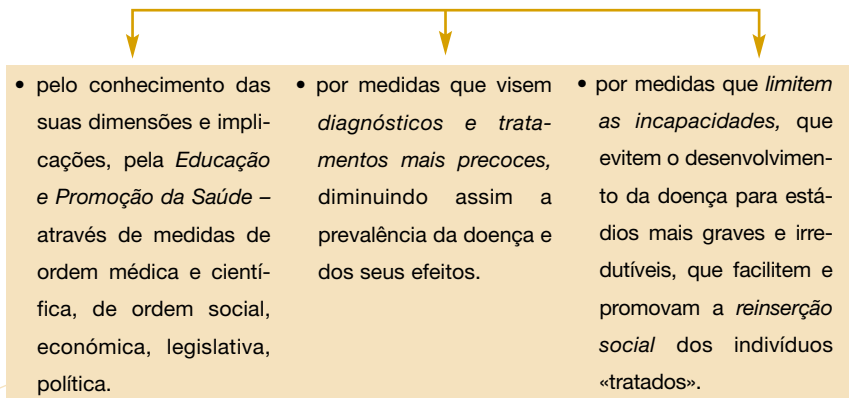 • pelo conhecimento das
suas dimensões e impli-
cações, pela Educação
e Promoção da Saúde –
através de medidas de
ordem médica e cientí-
fica, de ordem social,
económica, legislativa,
política.
• por medidas que visem
diagnósticos e trata-
mentos mais precoces,
diminuindo assim a
prevalência da doença e
dos seus efeitos.
• por medidas que limitem
as incapacidades, que
evitem o desenvolvimen-
to da doença para está-
dios mais graves e irre-
dutíveis, que facilitem e
promovam a reinserção
social dos indivíduos
«tratados».